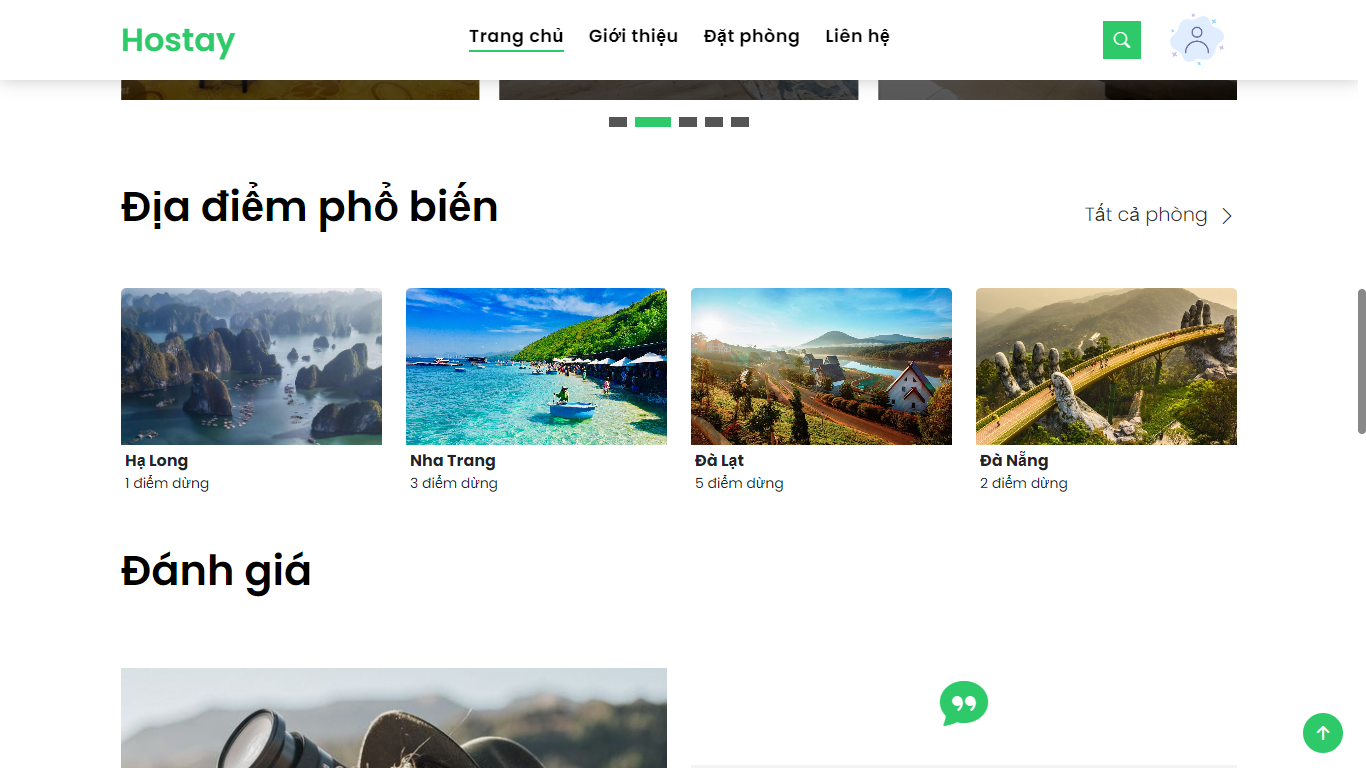 Hostay
Trang chủ
Giới thiệu
Đặt phòng
Liên hệ
Địa điểm phổ biến
Tất cả phòng
Hạ Long
1 điểm dừng
Nha Trang
3 điểm dừng
Đà Lạt
5 điểm dừng
Đà Nẵng
2 điểm dừng
Đánh giá